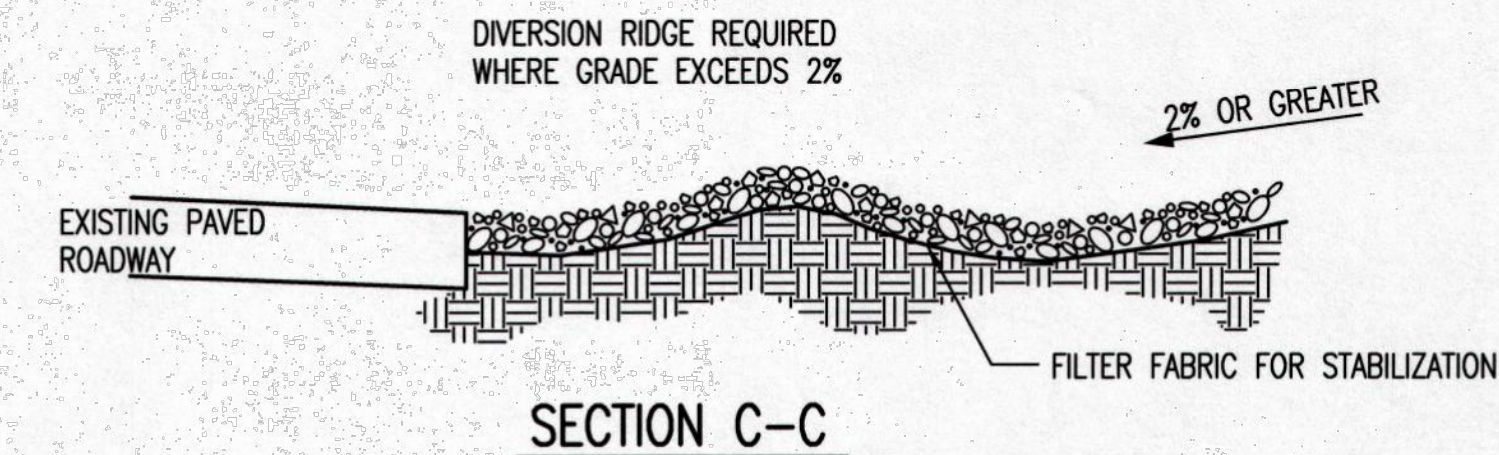 DIVERSION RIDGE REQUIRED
WHERE GRADE EXCEEDS 2%
2% OR GREATER
EXISTING PAVED
ROADWAY
FILTER FABRIC FOR STABILIZATION
SECTION C-C